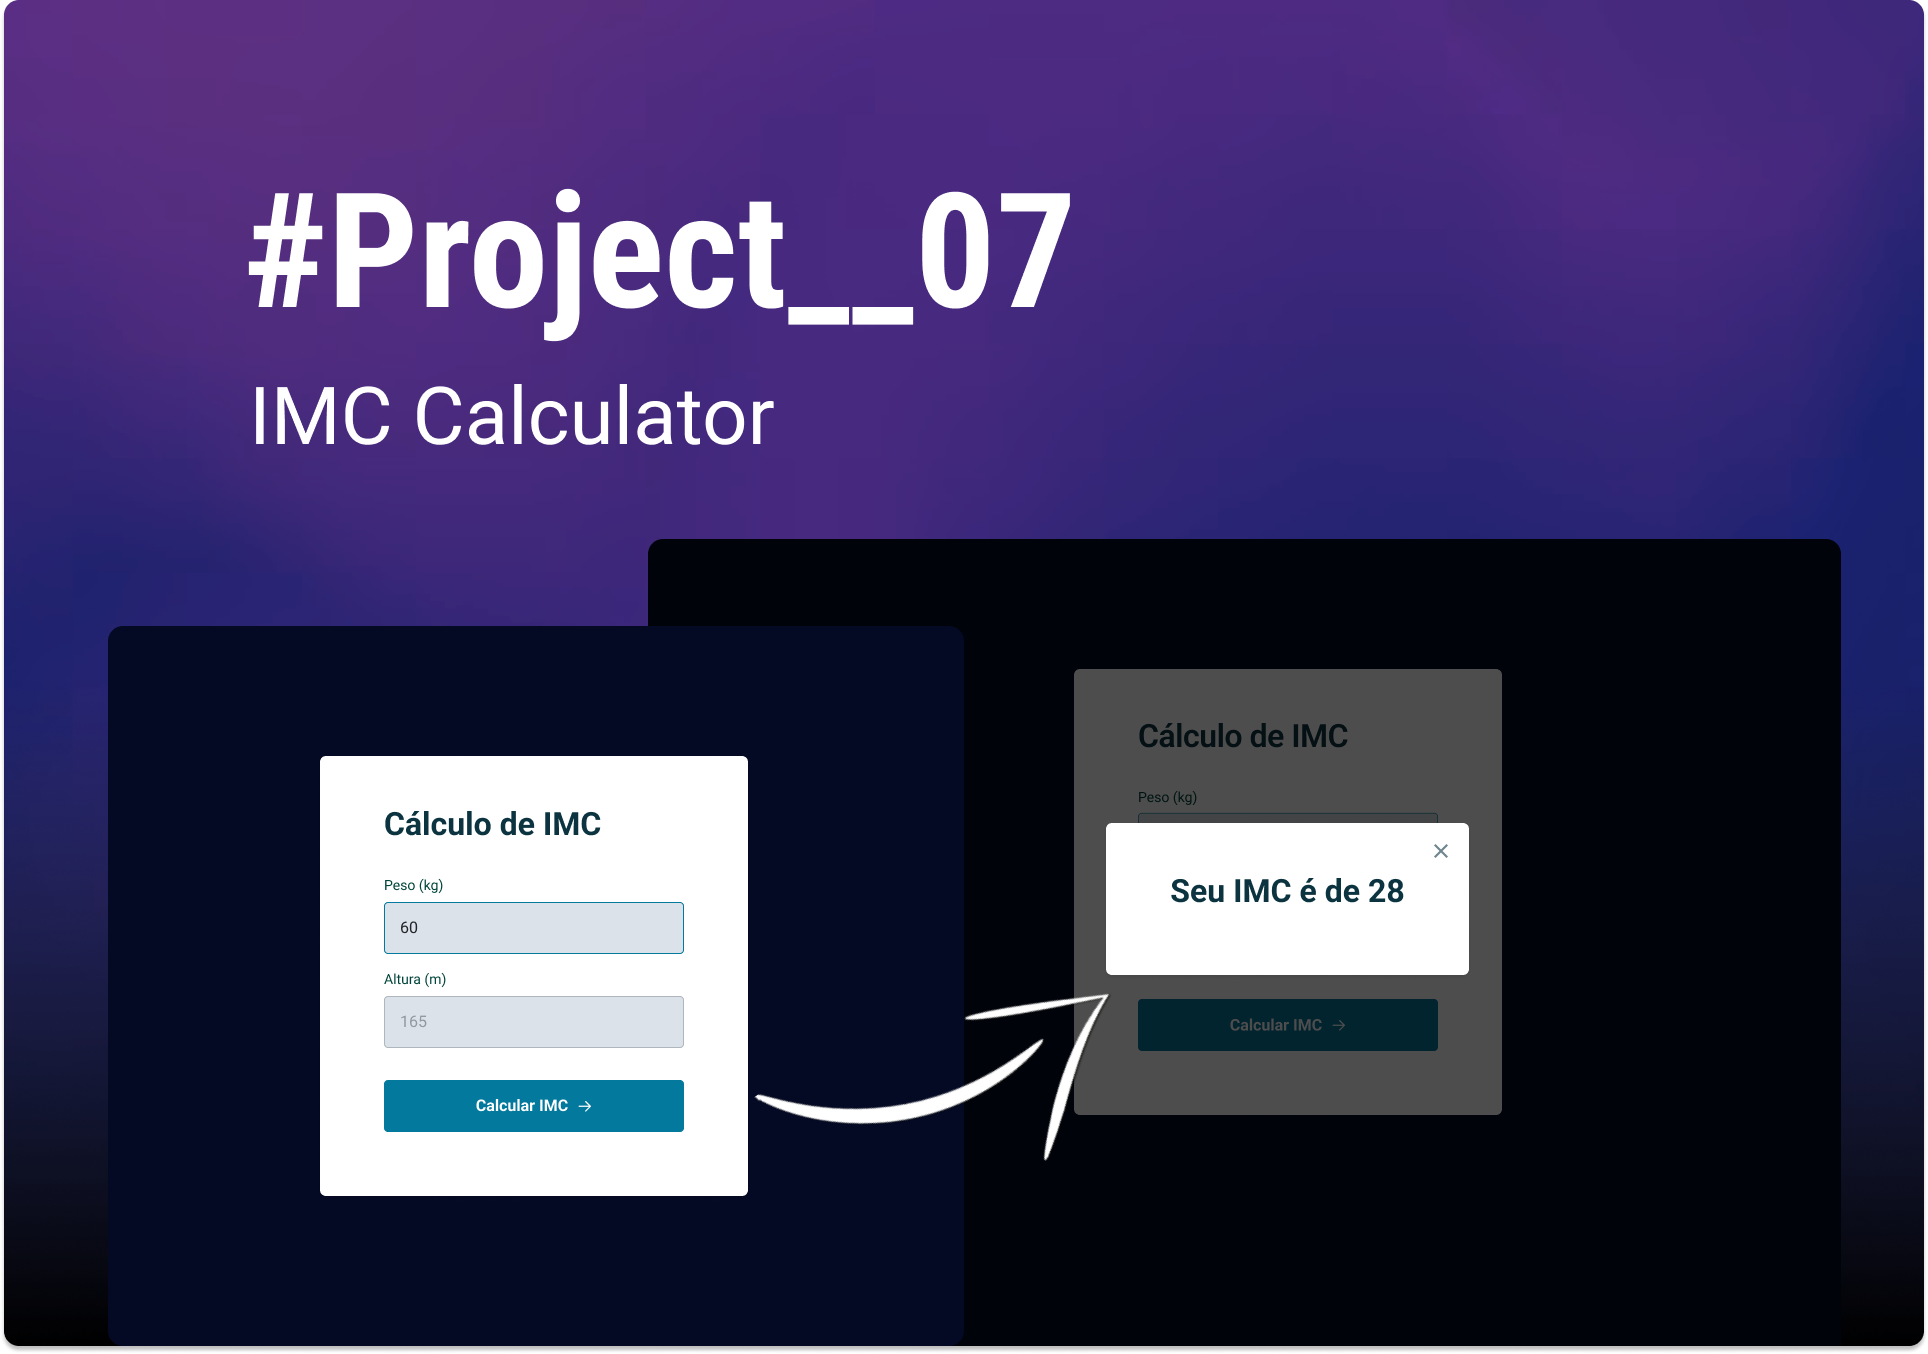 #Project__07
IMC Calculator
Cálculo de IMC
Peso (kg)
60
Altura (m)
165
Calcular IMC
Cálculo de IMC
Peso (kg)
Seu IMC é de 28
Calcular IMC